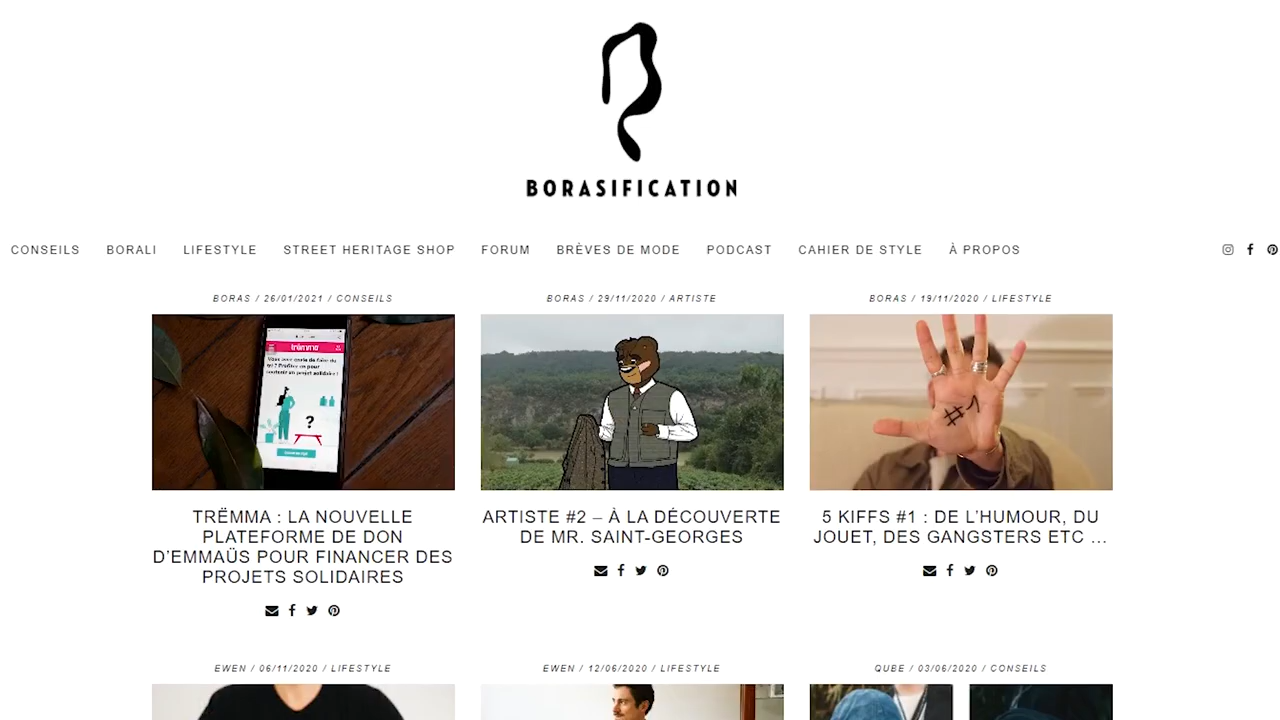 BORASIFICATION
CONSEILS BORALI LIFESTYLE STREET HERITAGE SHOP FORUM BRÈVES DE MODE PODCAST CAHIER DE STYLE À PROPOS
BORAS / 26/01/2021 / CONSEILS
BORAS / 29/11/2020 / ARTISTE
BORAS / 19/11/2020 / LIFESTYLE
trëmma
?
#1
TRËMMA : LA NOUVELLE
PLATEFORME DE DON
D'EMMAÜS POUR FINANCER DES
PROJETS SOLIDAIRES
ARTISTE #2 – À LA DÉCOUVERTE
DE MR. SAINT-GEORGES
5 KIFFS #1 : DE L'HUMOUR, DU
JOUET, DES GANGSTERS ETC ...
EWEN / 06/11/2020 / LIFESTYLE
EWEN / 12/06/2020 / LIFESTYLE
QUBE / 03/06/2020 / CONSEILS